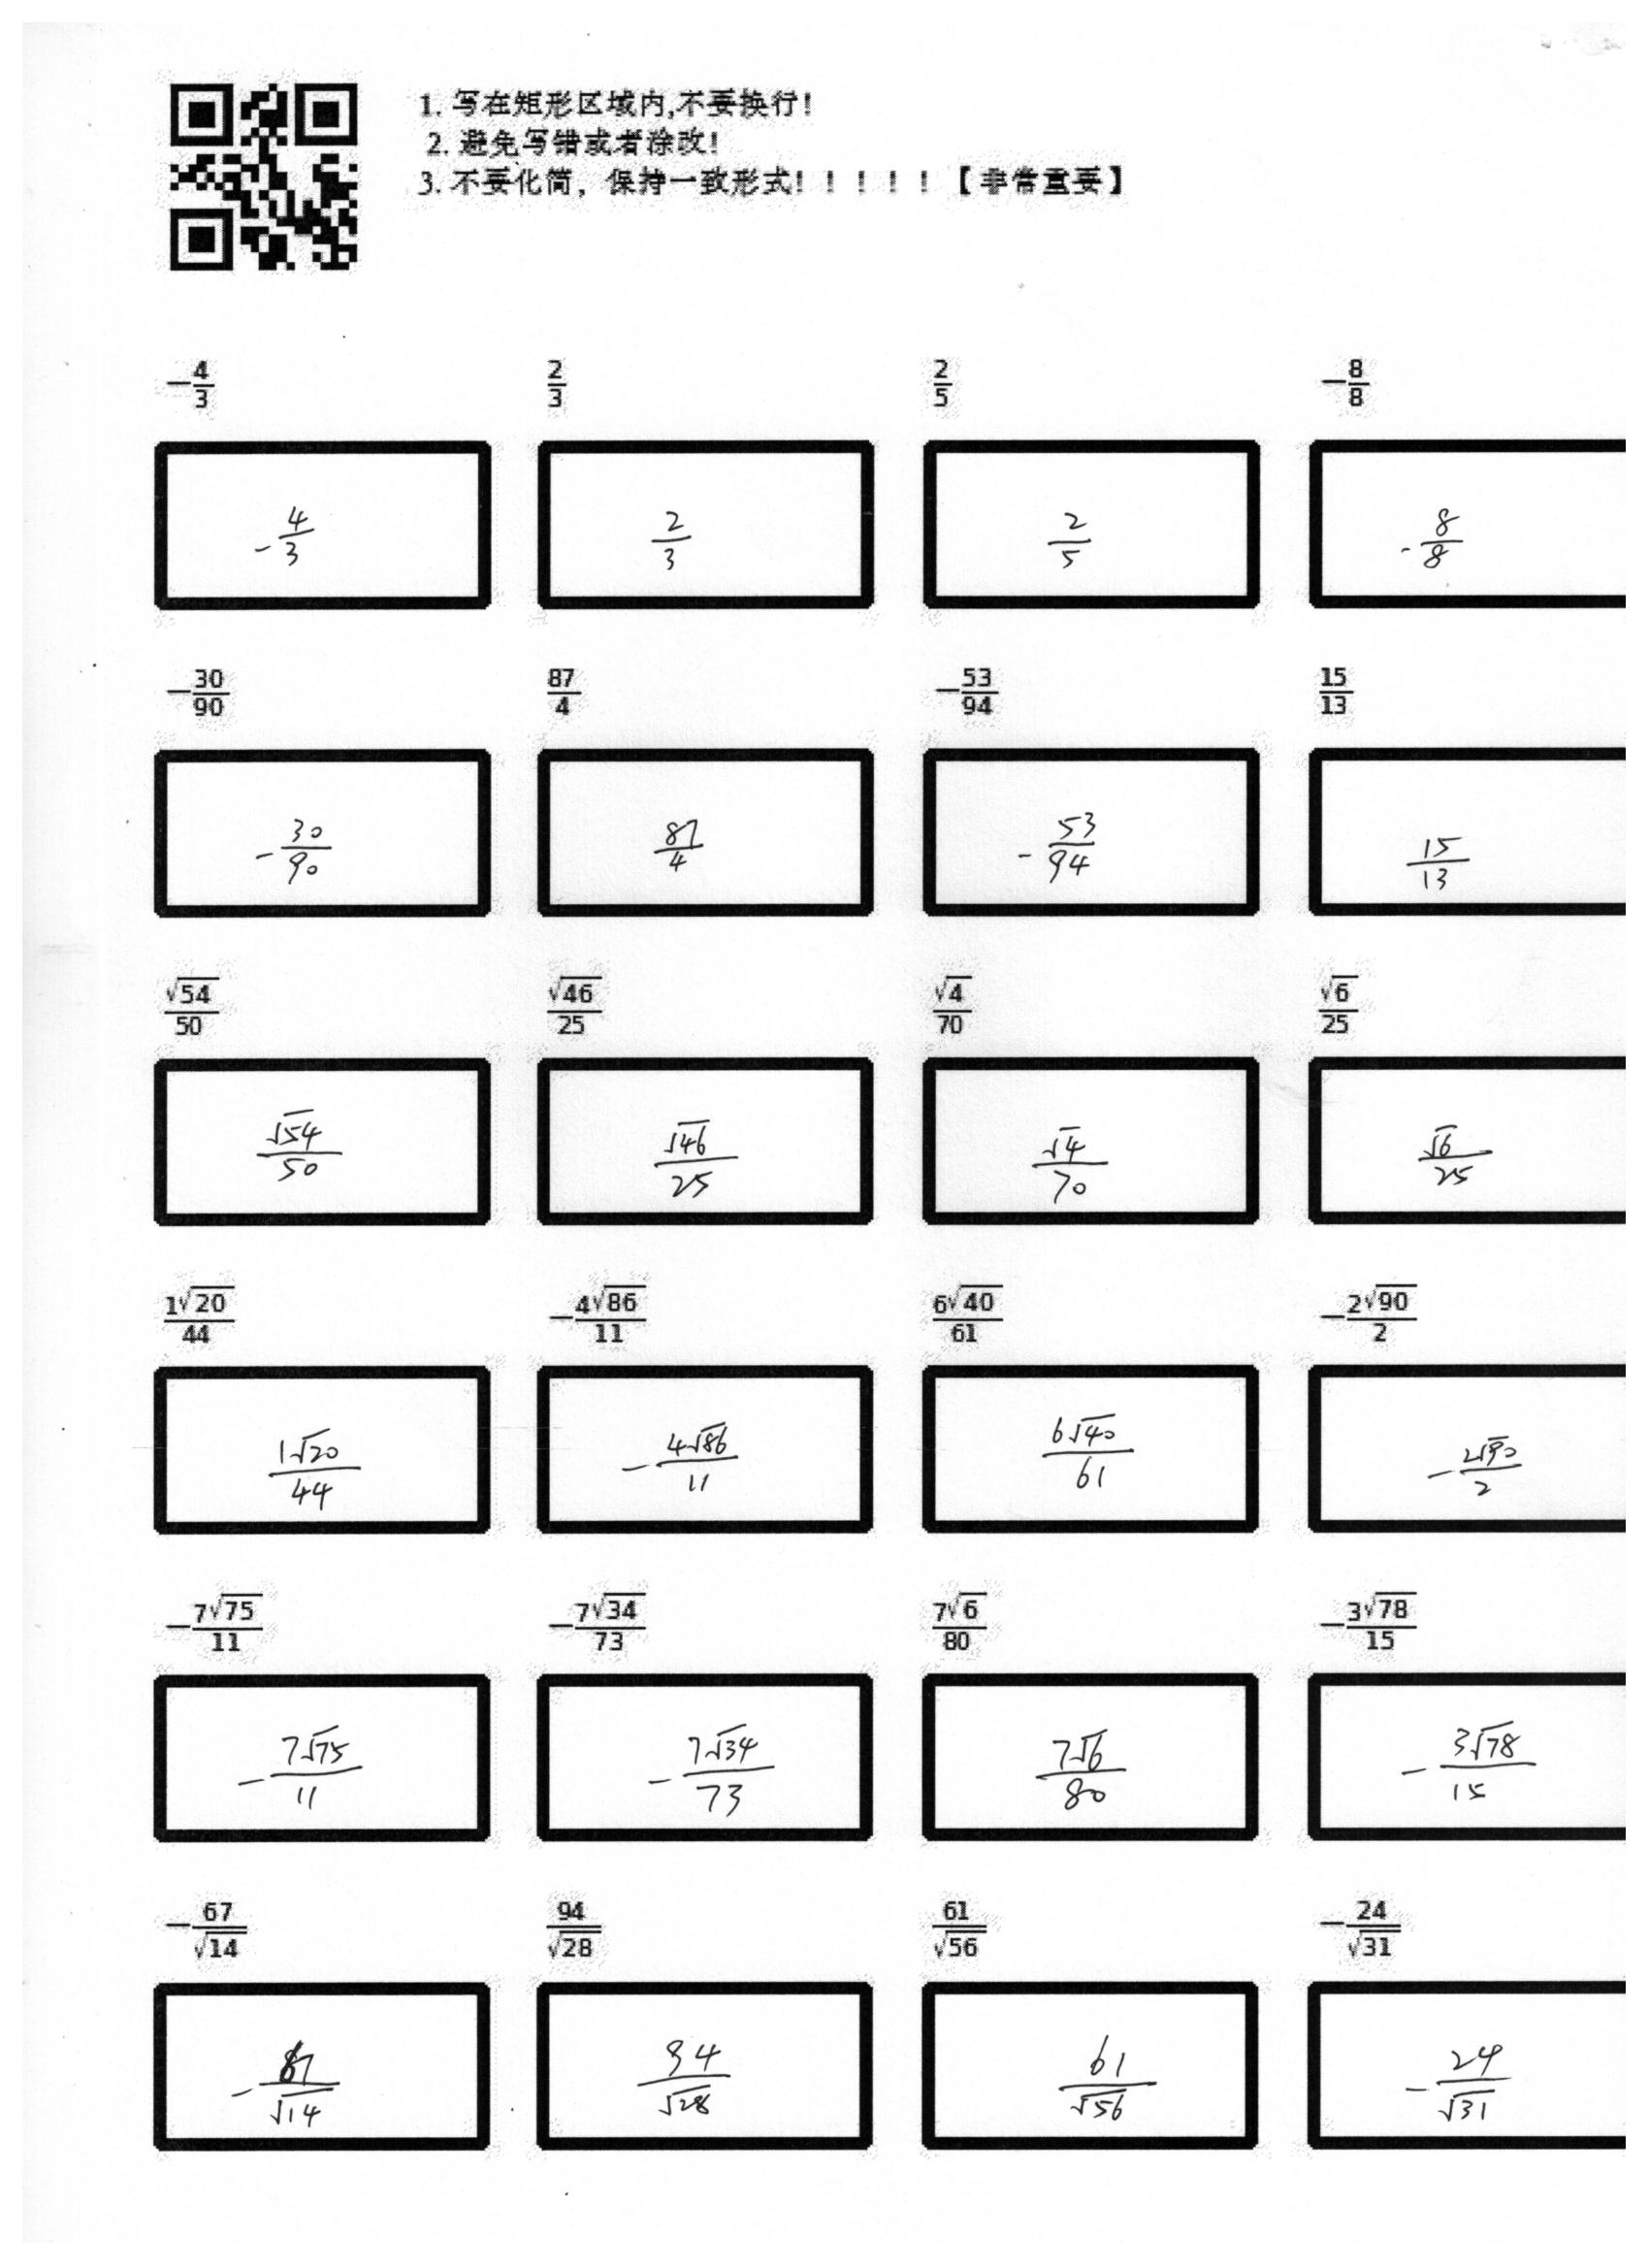 1. 写在矩形区域内,不要换行!
2. 避免写错或者涂改!
3. 不要化简，保持一致形式! ! ! ! ! 【非常重要】
$-\frac{4}{3}$ $\frac{2}{3}$ $\frac{2}{5}$ $-\frac{8}{8}$
$-\frac{4}{3}$ $\frac{2}{3}$ $\frac{2}{5}$ $-\frac{8}{8}$
$-\frac{30}{90}$ $\frac{87}{4}$ $-\frac{53}{94}$ $\frac{15}{13}$
$-\frac{30}{90}$ $\frac{87}{4}$ $-\frac{53}{94}$ $\frac{15}{13}$
$\frac{\sqrt{54}}{50}$ $\frac{\sqrt{46}}{25}$ $\frac{\sqrt{4}}{70}$ $\frac{\sqrt{6}}{25}$
$\frac{\sqrt{54}}{50}$ $\frac{\sqrt{46}}{25}$ $\frac{\sqrt{4}}{70}$ $\frac{\sqrt{6}}{25}$
$\frac{1\sqrt{20}}{44}$ $-\frac{4\sqrt{86}}{11}$ $\frac{6\sqrt{40}}{61}$ $-\frac{2\sqrt{90}}{2}$
$\frac{1\sqrt{20}}{44}$ $-\frac{4\sqrt{86}}{11}$ $\frac{6\sqrt{40}}{61}$ $-\frac{2\sqrt{90}}{2}$
$-\frac{7\sqrt{75}}{11}$ $-\frac{7\sqrt{34}}{73}$ $\frac{7\sqrt{6}}{80}$ $-\frac{3\sqrt{78}}{15}$
$-\frac{7\sqrt{75}}{11}$ $-\frac{7\sqrt{34}}{73}$ $\frac{7\sqrt{6}}{80}$ $-\frac{3\sqrt{78}}{15}$
$-\frac{67}{\sqrt{14}}$ $\frac{94}{\sqrt{28}}$ $\frac{61}{\sqrt{56}}$ $-\frac{24}{\sqrt{31}}$
$-\frac{67}{\sqrt{14}}$ $\frac{94}{\sqrt{28}}$ $\frac{61}{\sqrt{56}}$ $-\frac{24}{\sqrt{31}}$